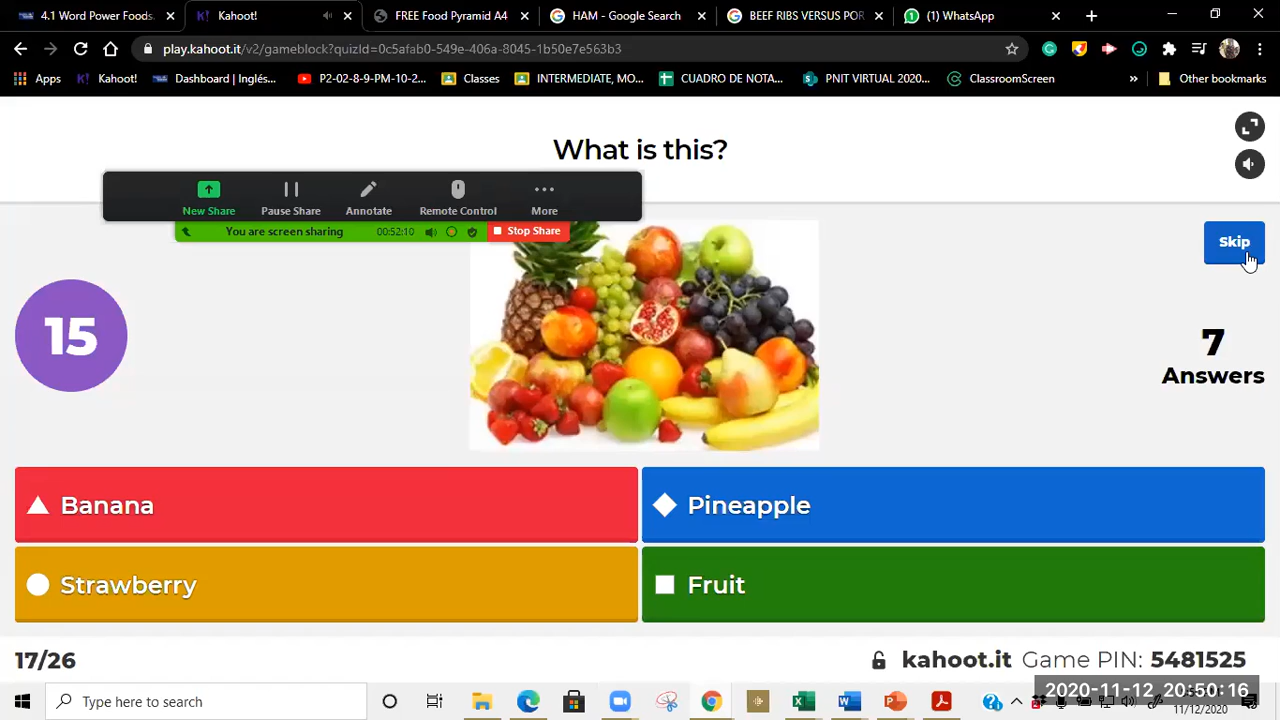 4.1 Word Power Foods.
Kahoot!
FREE Food Pyramid A4
HAM - Google Search
BEEF RIBS VERSUS POR
(1) WhatsApp
play.kahoot.it/v2/gameblock?quizId=0c5afab0-549e-406a-8045-1b50e7e563b3
Apps
Kahoot!
Dashboard | Inglés...
P2-02-8-9-PM-10-2...
Classes
INTERMEDIATE, MO...
CUADRO DE NOTA...
PNIT VIRTUAL 2020...
ClassroomScreen
Other bookmarks
What is this?
New Share
Pause Share
Annotate
Remote Control
More
You are screen sharing
00:52:10
Stop Share
Skip
15
7
Answers
Banana
Pineapple
Strawberry
Fruit
17/26
kahoot.it Game PIN: 5481525
Type here to search
2020-11-12 20:50:16
11/12/2020